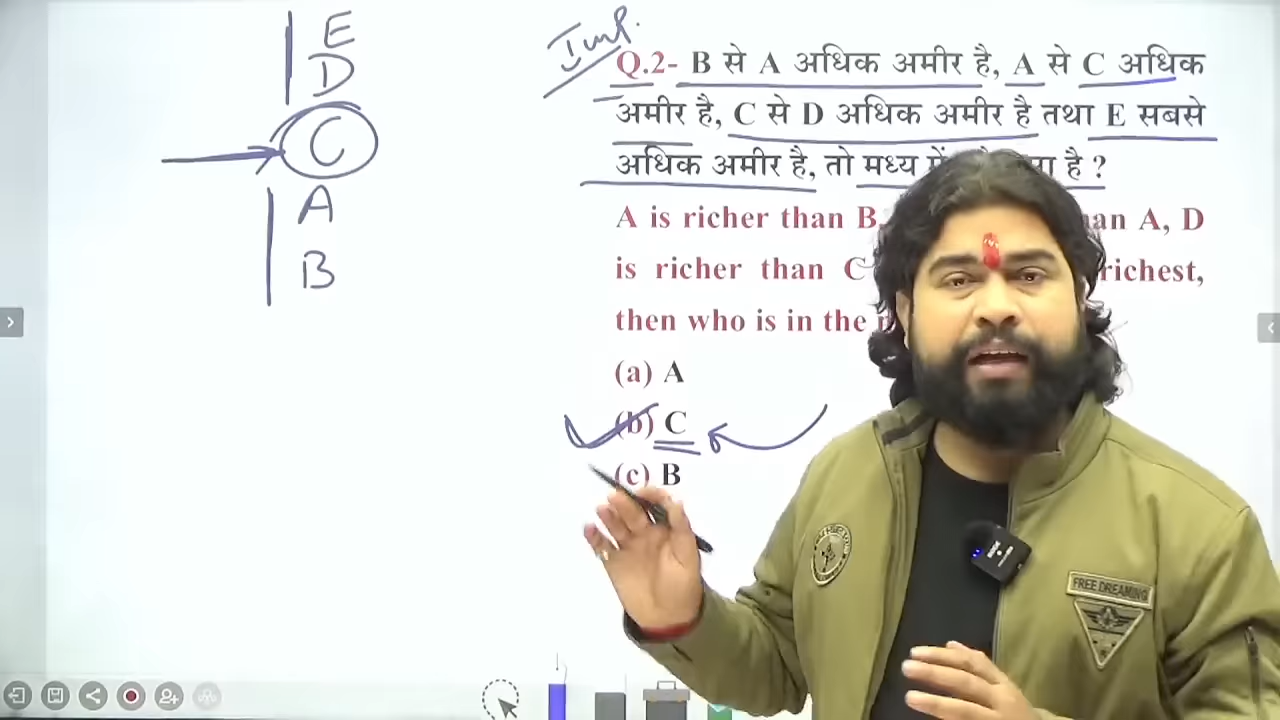 E
D
C
A
B
Imp.
Q.2- B से A अधिक अमीर है, A से C अधिक
अमीर है, C से D अधिक अमीर है तथा E सबसे
अधिक अमीर है, तो मध्य है ?
A is richer than B, A, D
is richer than C richest,
then who is in the
(a) A
(b) C
(c) B
FREE DREAMING